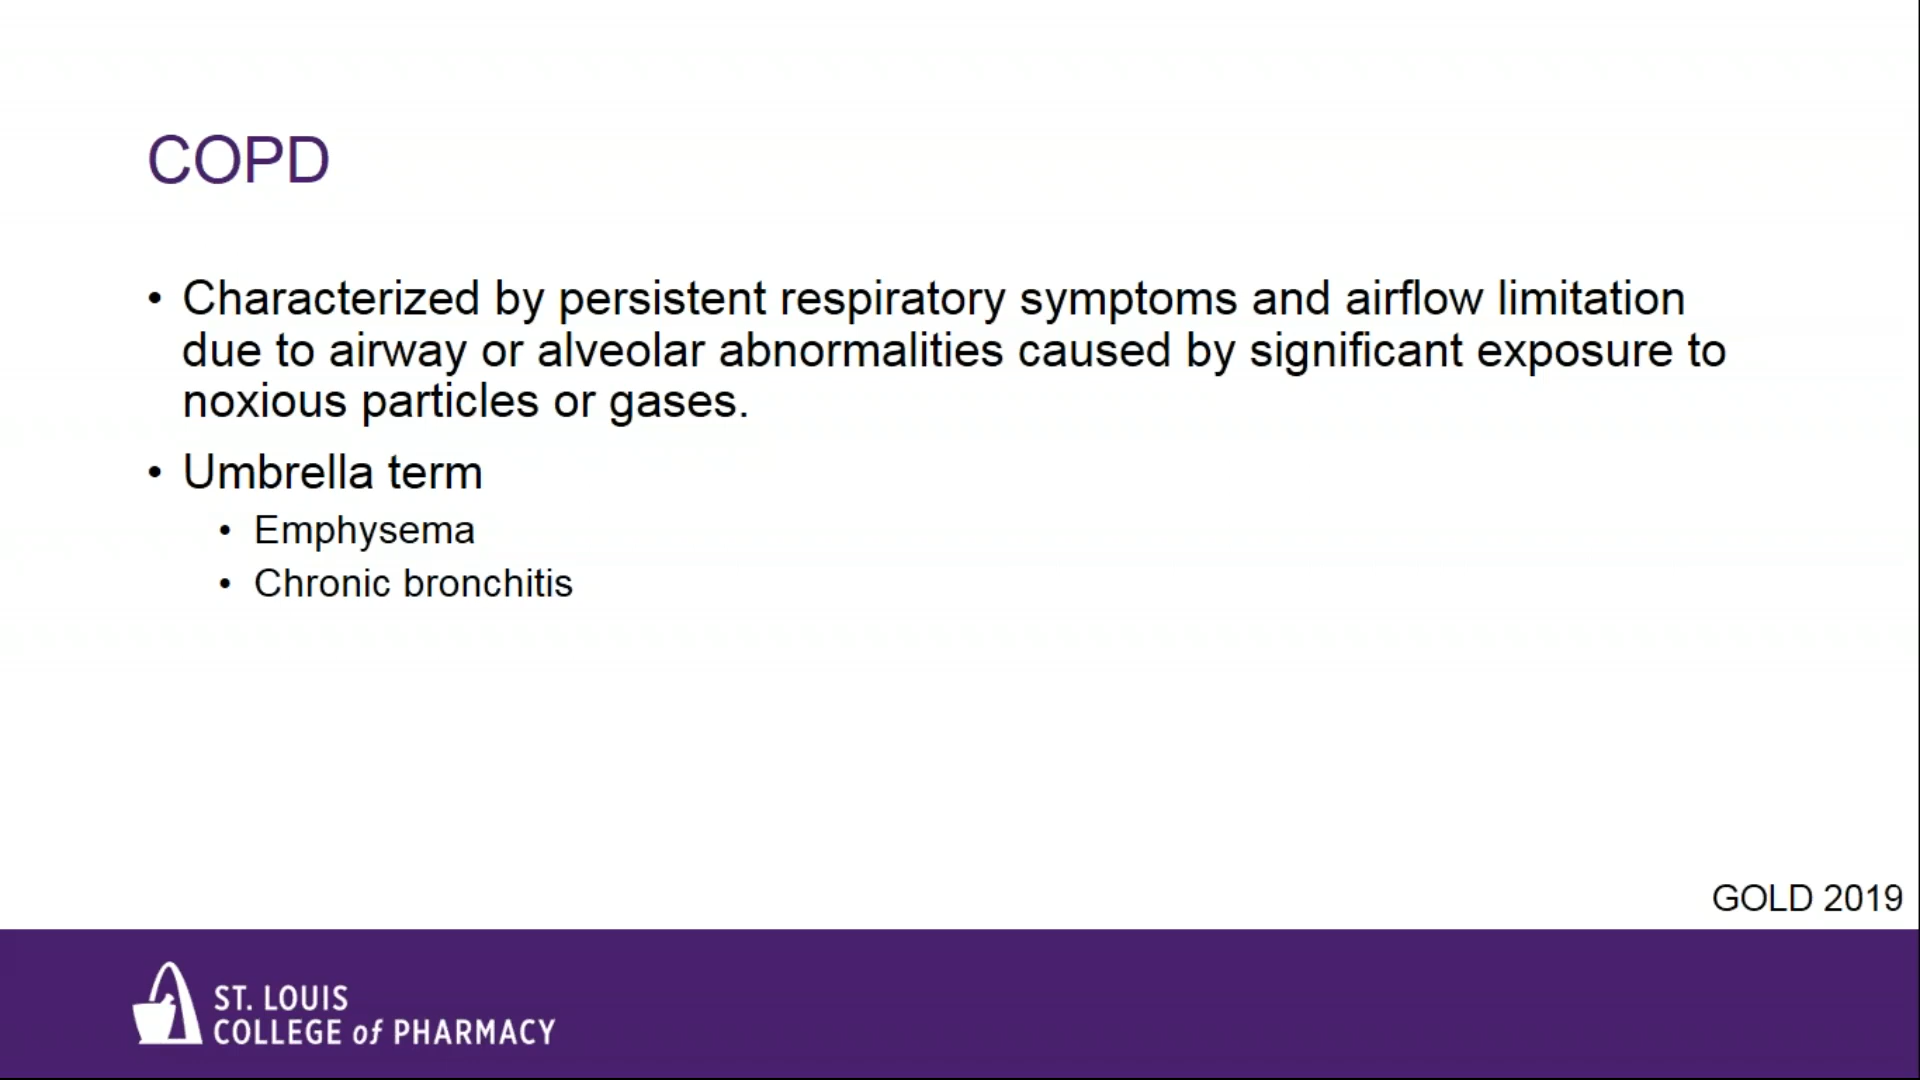 COPD
• Characterized by persistent respiratory symptoms and airflow limitation
due to airway or alveolar abnormalities caused by significant exposure to
noxious particles or gases.
• Umbrella term
• Emphysema
• Chronic bronchitis
GOLD 2019
ST. LOUIS
COLLEGE of PHARMACY